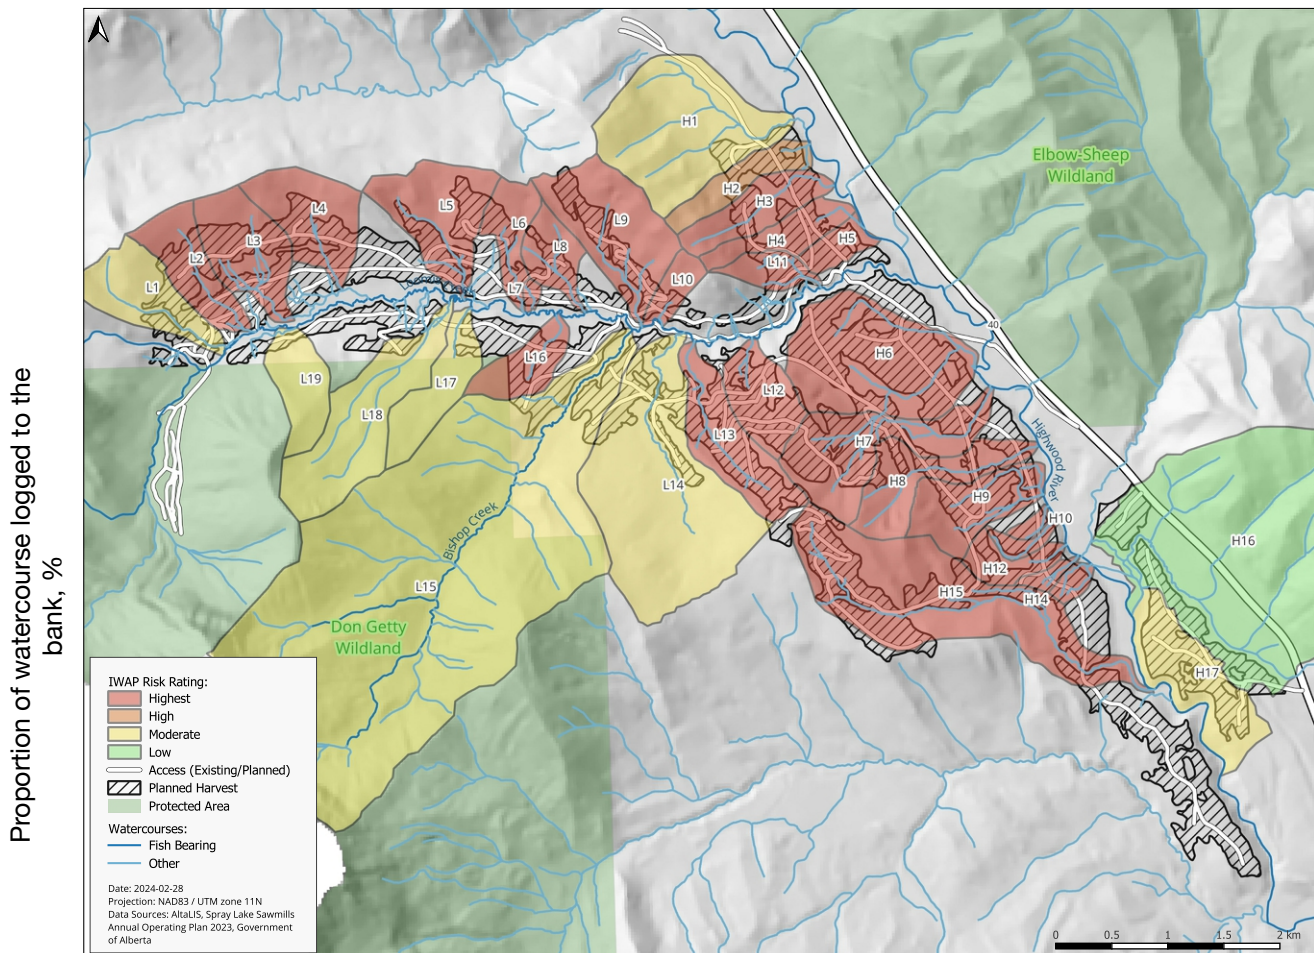 Proportion of watercourse logged to the
bank, %
H1
Elbow-Sheep
Wildland
H2
H3
L4
L5
L9
L6
L3
H4
H5
L8
L2
L11
L10
L1
L7
40
H6
L16
L19
L17
L12
L18
L13
H7
Highwood River
L14
H8
H9
H10
Bishop Creek
H16
H12
L15
H15
H14
Don Getty
Wildland
H17
IWAP Risk Rating:
Highest
High
Moderate
Low
Access (Existing/Planned)
Planned Harvest
Protected Area
Watercourses:
Fish Bearing
Other
Date: 2024-02-28
Projection: NAD83 / UTM zone 11N
Data Sources: AltaLIS, Spray Lake Sawmills
Annual Operating Plan 2023, Government
of Alberta
0 0.5 1 1.5 2 km